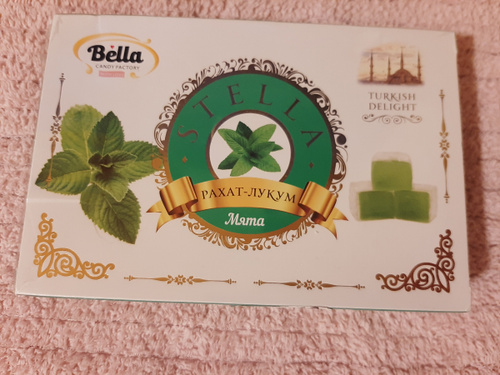 Bella
CANDY FACTORY
STELLA
TURKISH
DELIGHT
РАХАТ-ЛУКУМ
Мята